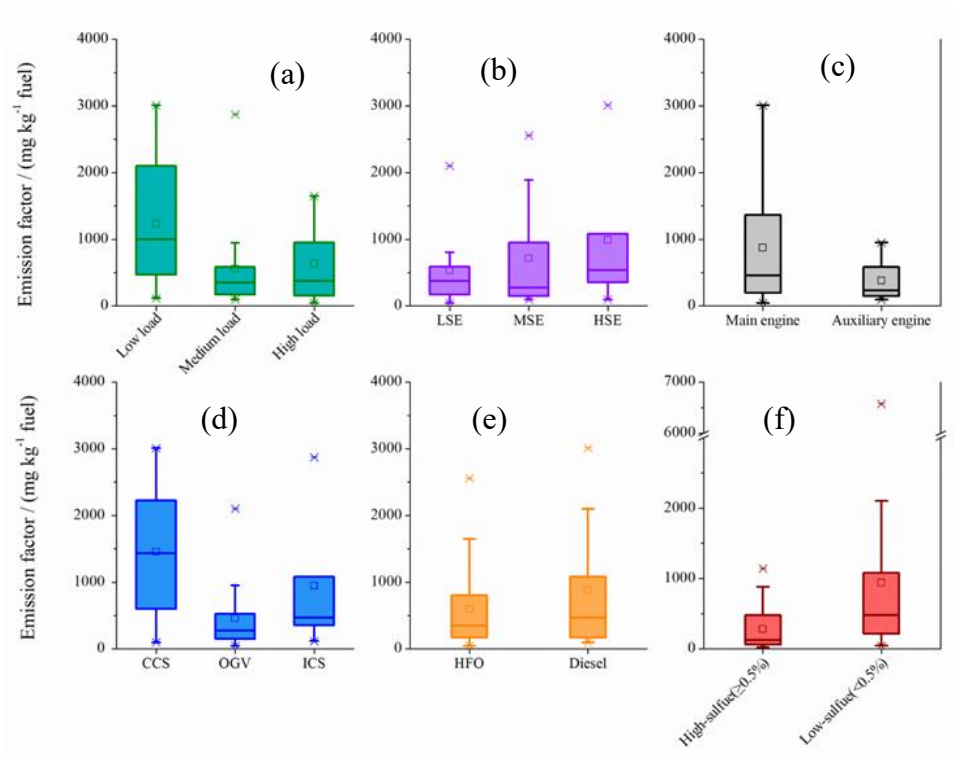 4000
3000
2000
1000
0
Emission factor / (mg kg⁻¹ fuel)
(a)
Low load
Medium load
High load
4000
3000
2000
1000
0
(b)
LSE MSE HSE
4000
3000
2000
1000
0
(c)
Main engine Auxiliary engine
4000
3000
2000
1000
0
Emission factor / (mg kg⁻¹ fuel)
(d)
CCS OGV ICS
4000
3000
2000
1000
0
(e)
HFO Diesel
7000
6000
2000
1000
0
(f)
High-sulfue(≥0.5%)
Low-sulfue(<0.5%)